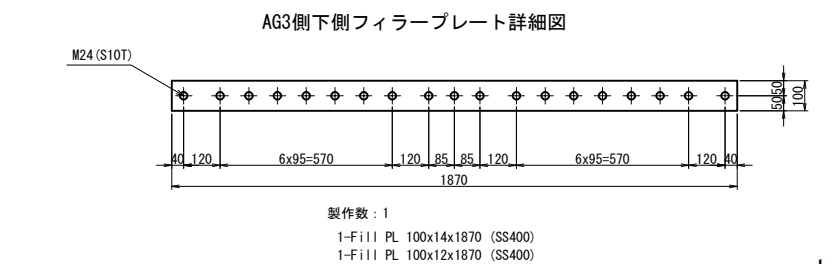 AG3側下側フィラープレート詳細図
M24(S10T)
50
50
100
40 120 6x95=570 120 85 85 120 6x95=570 120 40
1870
製作数：1
1-Fill PL 100x14x1870 (SS400)
1-Fill PL 100x12x1870 (SS400)